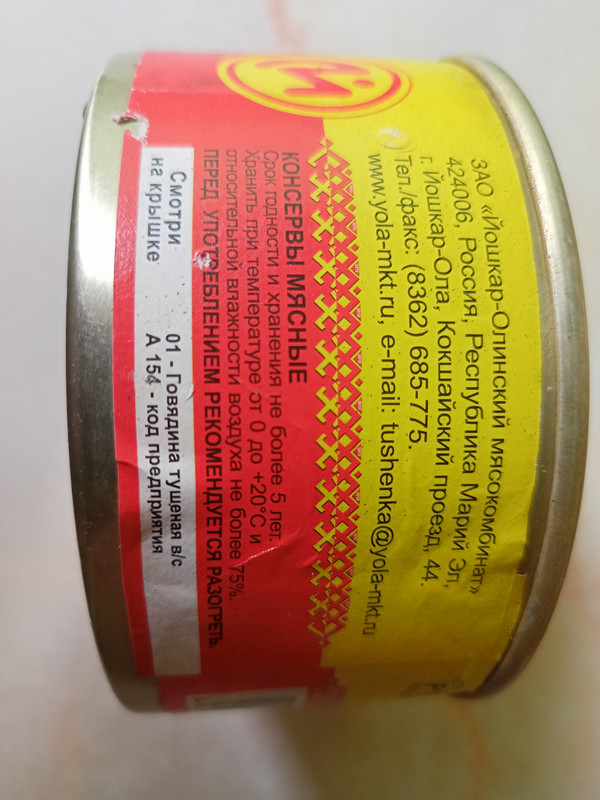 ЗАО «Йошкар-Олинский мясокомбинат»
424006, Россия, Республика Марий Эл,
г. Йошкар-Ола, Кокшайский проезд, 44.
Тел./факс: (8362) 685-775.
www.yola-mkt.ru, e-mail: tushenka@yola-mkt.ru
КОНСЕРВЫ МЯСНЫЕ
Срок годности и хранения не более 5 лет.
Хранить при температуре от 0 до +20°С и
относительной влажности воздуха не более 75%.
ПЕРЕД УПОТРЕБЛЕНИЕМ РЕКОМЕНДУЕТСЯ РАЗОГРЕТЬ.
Смотри 01 - Говядина тушеная в/с
на крышке А 154 - код предприятия